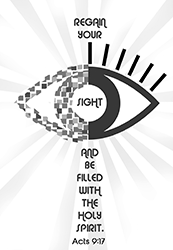 REGAIN
YOUR
SIGHT
AND
BE
FILLED
WITH
THE
HOLY
SPIRIT.
Acts 9:17